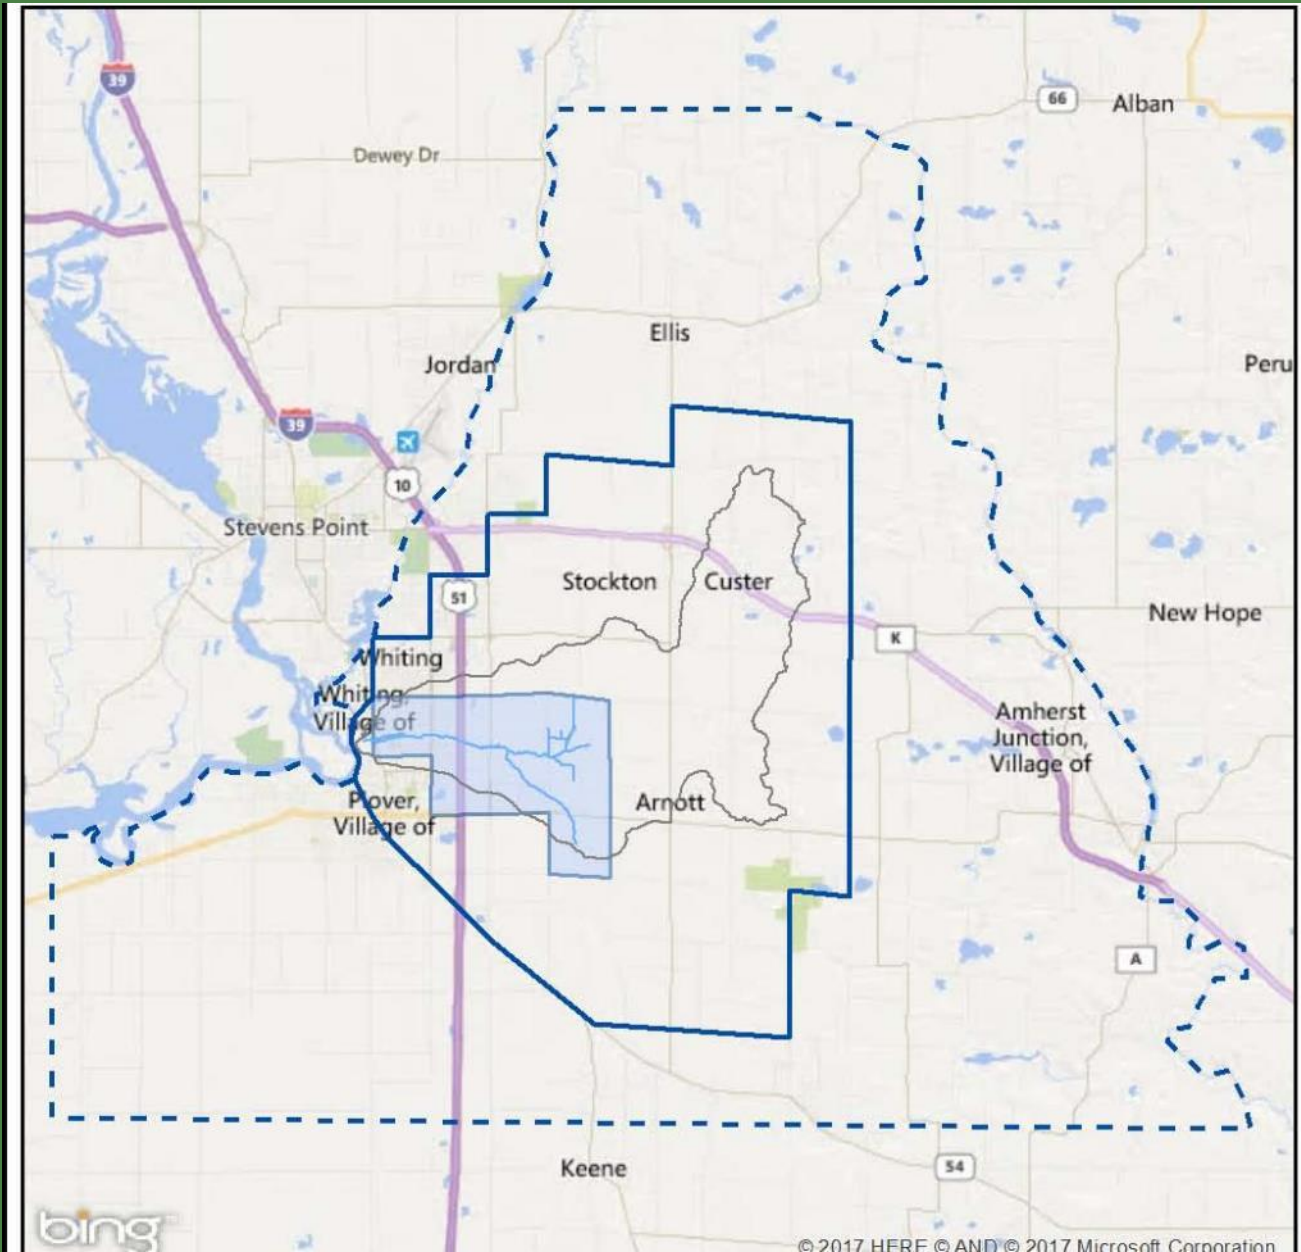 39
66
Alban
Dewey Dr
Ellis
Jordan
Peru
39
10
Stevens Point
Stockton
Custer
51
New Hope
K
Whiting
Whiting,
Village of
Amherst
Junction,
Village of
Plover,
Village of
Arnott
A
Keene
54
bing
© 2017 HERE © AND © 2017 Microsoft Corporation